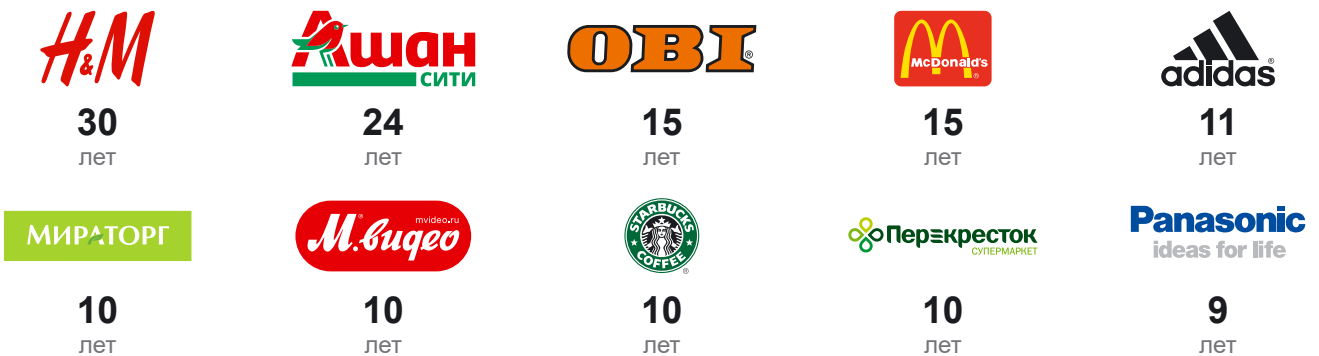 H&M
Ашан
СИТИ
OBI®
McDonald's®
adidas®
30
24
15
15
11
лет
лет
лет
лет
лет
МИРАТОРГ
mvideo.ru
М.видео®
STARBUCKS
COFFEE®
Перекресток
СУПЕРМАРКЕТ
Panasonic
ideas for life
10
10
10
10
9
лет
лет
лет
лет
лет